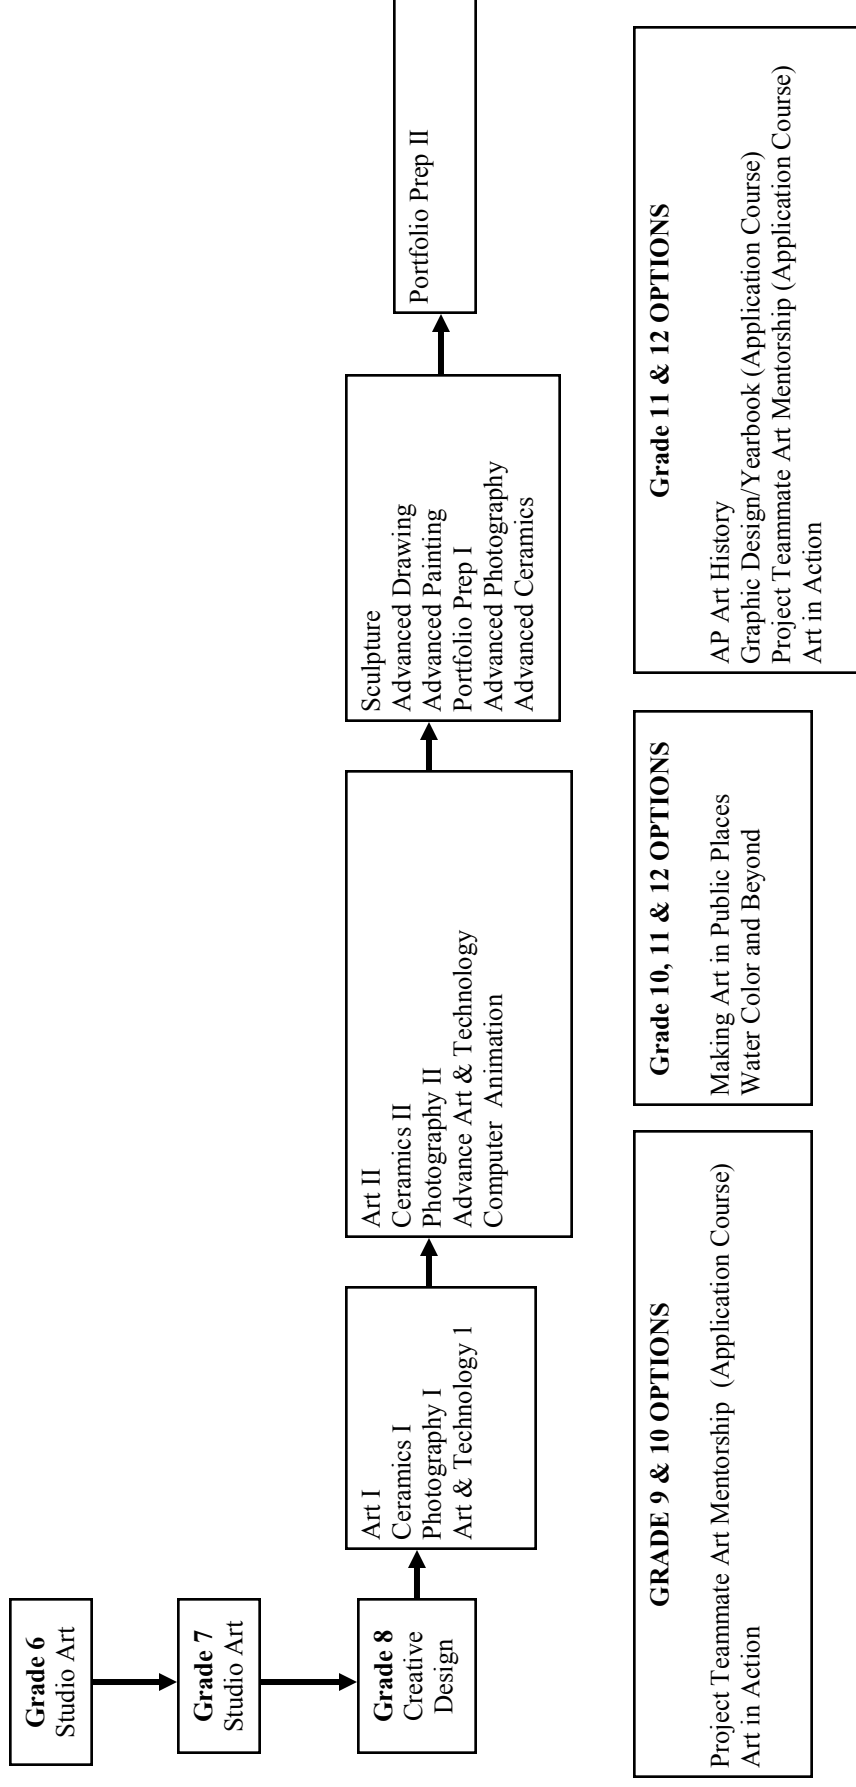 Grade 6
Studio Art
Grade 7
Studio Art
Grade 8
Creative
Design
Art I
Ceramics I
Photography I
Art & Technology 1
Art II
Ceramics II
Photography II
Advance Art & Technology
Computer Animation
Sculpture
Advanced Drawing
Advanced Painting
Portfolio Prep I
Advanced Photography
Advanced Ceramics
Portfolio Prep II
GRADE 9 & 10 OPTIONS
Project Teammate Art Mentorship (Application Course)
Art in Action
Grade 10, 11 & 12 OPTIONS
Making Art in Public Places
Water Color and Beyond
Grade 11 & 12 OPTIONS
AP Art History
Graphic Design/Yearbook (Application Course)
Project Teammate Art Mentorship (Application Course)
Art in Action